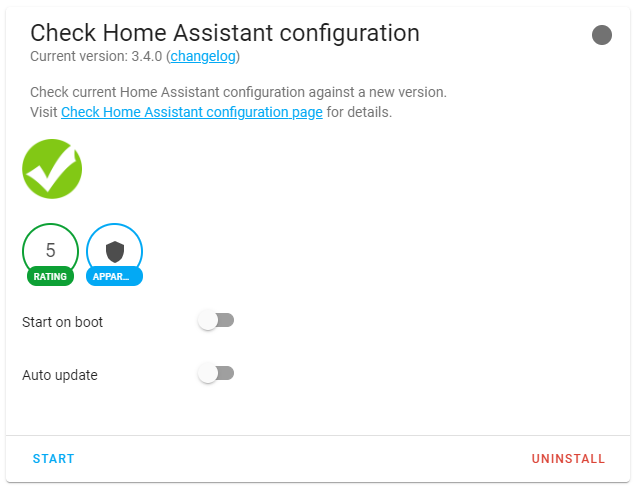 Check Home Assistant configuration
Current version: 3.4.0 (changelog)
Check current Home Assistant configuration against a new version.
Visit Check Home Assistant configuration page for details.
5
RATING
APPAR...
Start on boot
Auto update
START
UNINSTALL